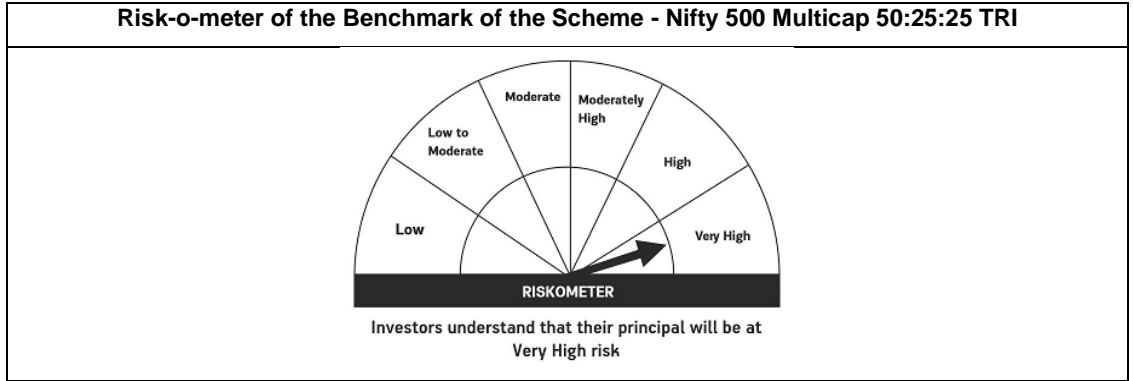 Risk-o-meter of the Benchmark of the Scheme - Nifty 500 Multicap 50:25:25 TRI
Moderate
Moderately
High
Low to
Moderate
High
Low
Very High
RISKOMETER
Investors understand that their principal will be at
Very High risk